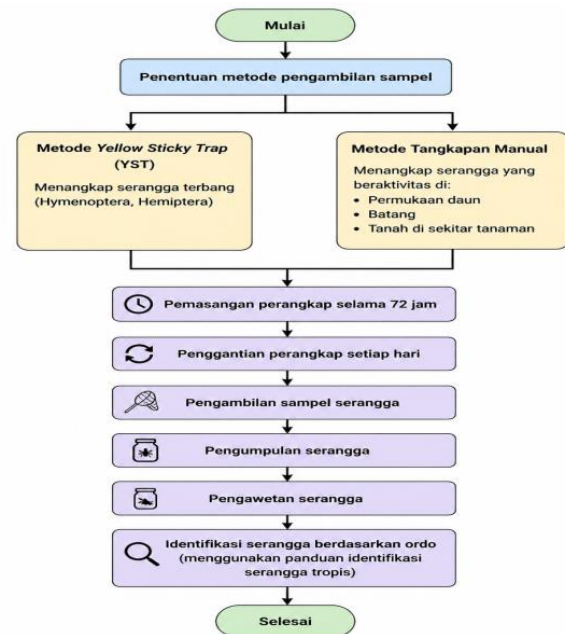 Mulai
Penentuan metode pengambilan sampel
Metode Yellow Sticky Trap
(YST)
Menangkap serangga terbang
(Hymenoptera, Hemiptera)
Metode Tangkapan Manual
Menangkap serangga yang
beraktivitas di:
• Permukaan daun
• Batang
• Tanah di sekitar tanaman
Pemasangan perangkap selama 72 jam
Penggantian perangkap setiap hari
Pengambilan sampel serangga
Pengumpulan serangga
Pengawetan serangga
Identifikasi serangga berdasarkan ordo
(menggunakan panduan identifikasi
serangga tropis)
Selesai